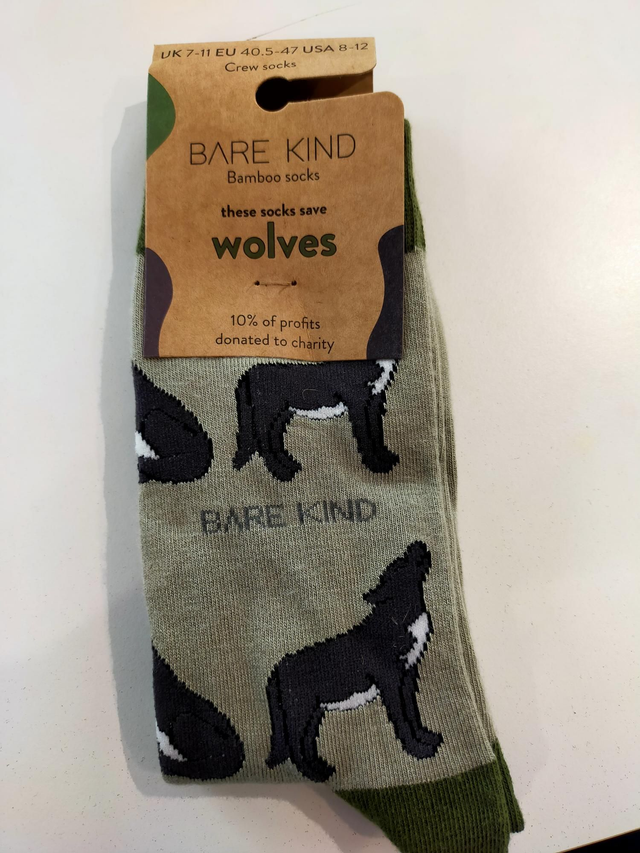 UK 7-11 EU 40.5-47 USA 8-12
Crew socks
BARE KIND
Bamboo socks
these socks save
wolves
10% of profits
donated to charity
BARE KIND